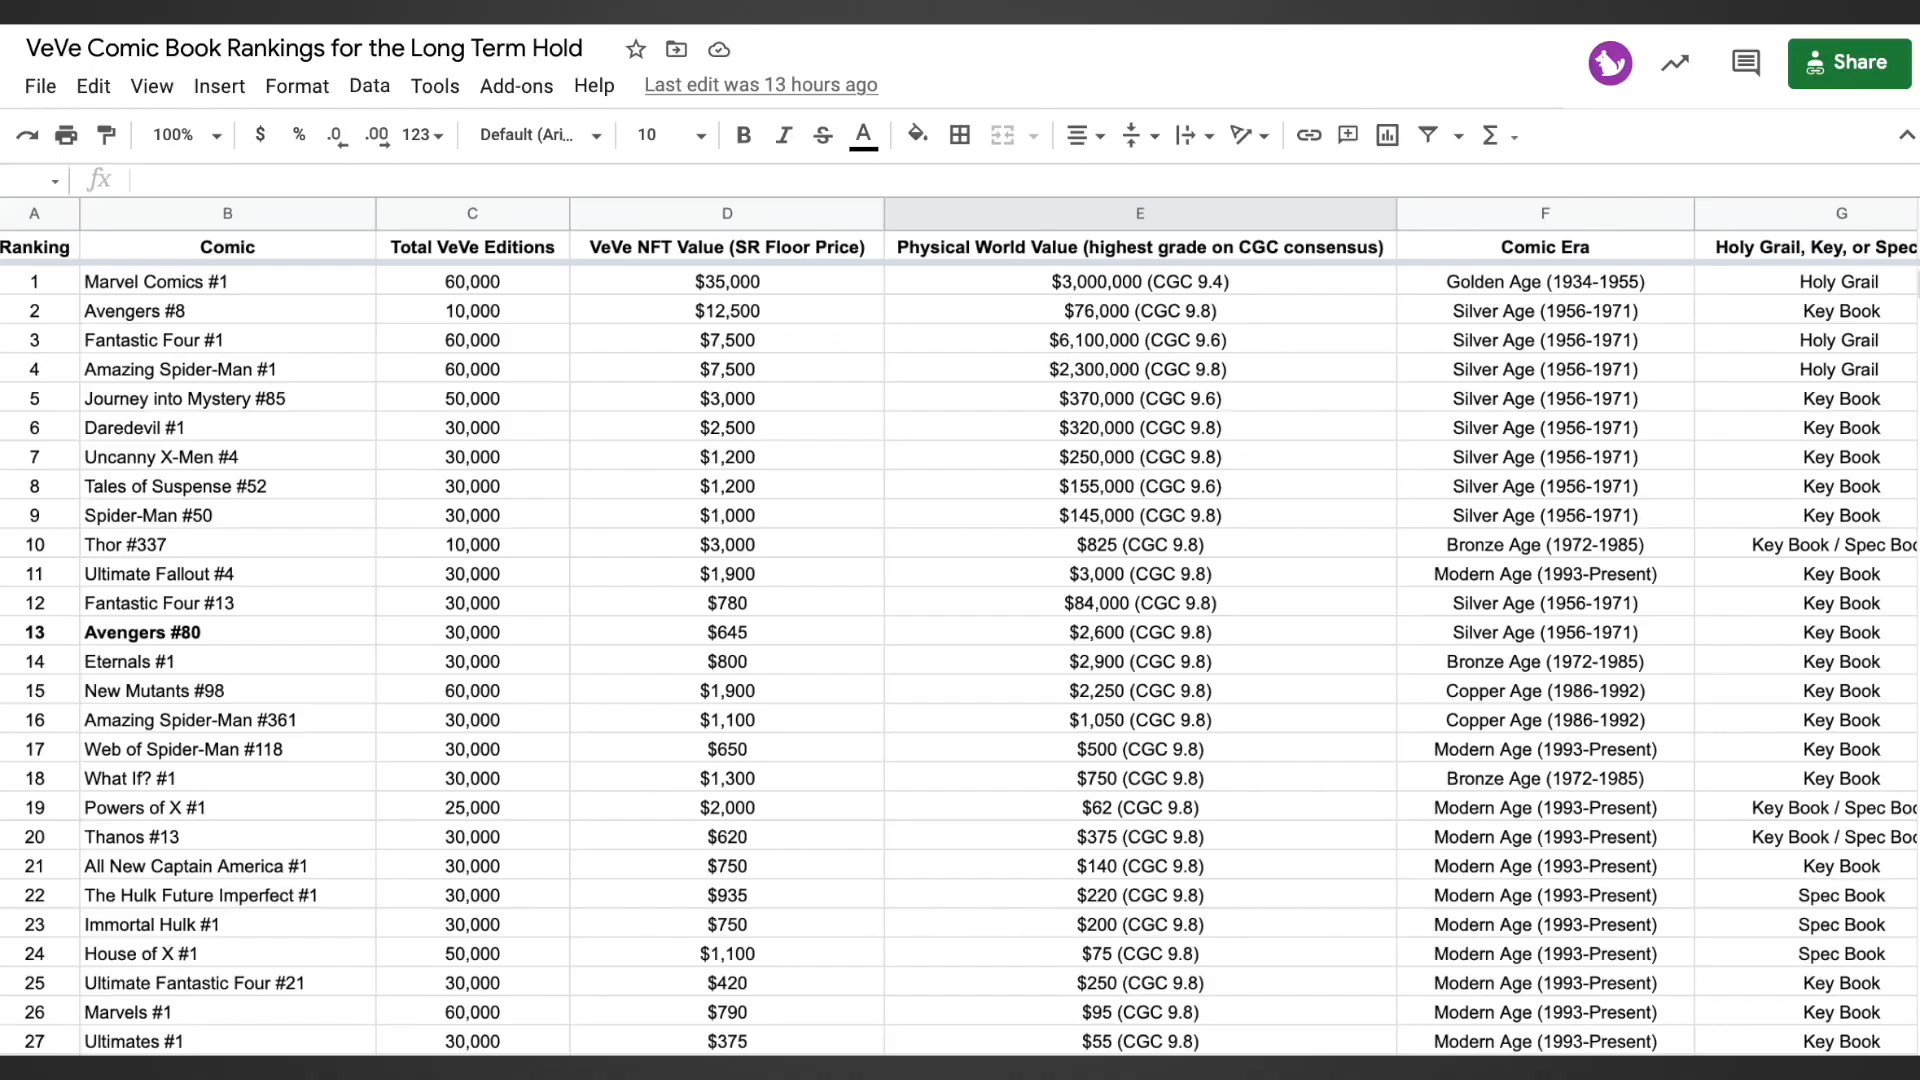 VeVe Comic Book Rankings for the Long Term Hold
Share
File Edit View Insert Format Data Tools Add-ons Help Last edit was 13 hours ago
100% $ % .0 .00 123 Default (Ari... 10 B I S A Σ
fx
A B C D E F G
Ranking Comic Total VeVe Editions VeVe NFT Value (SR Floor Price) Physical World Value (highest grade on CGC consensus) Comic Era Holy Grail, Key, or Spec
1 Marvel Comics #1 60,000 $35,000 $3,000,000 (CGC 9.4) Golden Age (1934-1955) Holy Grail
2 Avengers #8 10,000 $12,500 $76,000 (CGC 9.8) Silver Age (1956-1971) Key Book
3 Fantastic Four #1 60,000 $7,500 $6,100,000 (CGC 9.6) Silver Age (1956-1971) Holy Grail
4 Amazing Spider-Man #1 60,000 $7,500 $2,300,000 (CGC 9.8) Silver Age (1956-1971) Holy Grail
5 Journey into Mystery #85 50,000 $3,000 $370,000 (CGC 9.6) Silver Age (1956-1971) Key Book
6 Daredevil #1 30,000 $2,500 $320,000 (CGC 9.8) Silver Age (1956-1971) Key Book
7 Uncanny X-Men #4 30,000 $1,200 $250,000 (CGC 9.8) Silver Age (1956-1971) Key Book
8 Tales of Suspense #52 30,000 $1,200 $155,000 (CGC 9.6) Silver Age (1956-1971) Key Book
9 Spider-Man #50 30,000 $1,000 $145,000 (CGC 9.8) Silver Age (1956-1971) Key Book
10 Thor #337 10,000 $3,000 $825 (CGC 9.8) Bronze Age (1972-1985) Key Book / Spec Boo
11 Ultimate Fallout #4 30,000 $1,900 $3,000 (CGC 9.8) Modern Age (1993-Present) Key Book
12 Fantastic Four #13 30,000 $780 $84,000 (CGC 9.8) Silver Age (1956-1971) Key Book
13 Avengers #80 30,000 $645 $2,600 (CGC 9.8) Silver Age (1956-1971) Key Book
14 Eternals #1 30,000 $800 $2,900 (CGC 9.8) Bronze Age (1972-1985) Key Book
15 New Mutants #98 60,000 $1,900 $2,250 (CGC 9.8) Copper Age (1986-1992) Key Book
16 Amazing Spider-Man #361 30,000 $1,100 $1,050 (CGC 9.8) Copper Age (1986-1992) Key Book
17 Web of Spider-Man #118 30,000 $650 $500 (CGC 9.8) Modern Age (1993-Present) Key Book
18 What If? #1 30,000 $1,300 $750 (CGC 9.8) Bronze Age (1972-1985) Key Book
19 Powers of X #1 25,000 $2,000 $62 (CGC 9.8) Modern Age (1993-Present) Key Book / Spec Boo
20 Thanos #13 30,000 $620 $375 (CGC 9.8) Modern Age (1993-Present) Key Book / Spec Boo
21 All New Captain America #1 30,000 $750 $140 (CGC 9.8) Modern Age (1993-Present) Key Book
22 The Hulk Future Imperfect #1 30,000 $935 $220 (CGC 9.8) Modern Age (1993-Present) Spec Book
23 Immortal Hulk #1 30,000 $750 $200 (CGC 9.8) Modern Age (1993-Present) Spec Book
24 House of X #1 50,000 $1,100 $75 (CGC 9.8) Modern Age (1993-Present) Spec Book
25 Ultimate Fantastic Four #21 30,000 $420 $250 (CGC 9.8) Modern Age (1993-Present) Key Book
26 Marvels #1 60,000 $790 $95 (CGC 9.8) Modern Age (1993-Present) Key Book
27 Ultimates #1 30,000 $375 $55 (CGC 9.8) Modern Age (1993-Present) Key Book